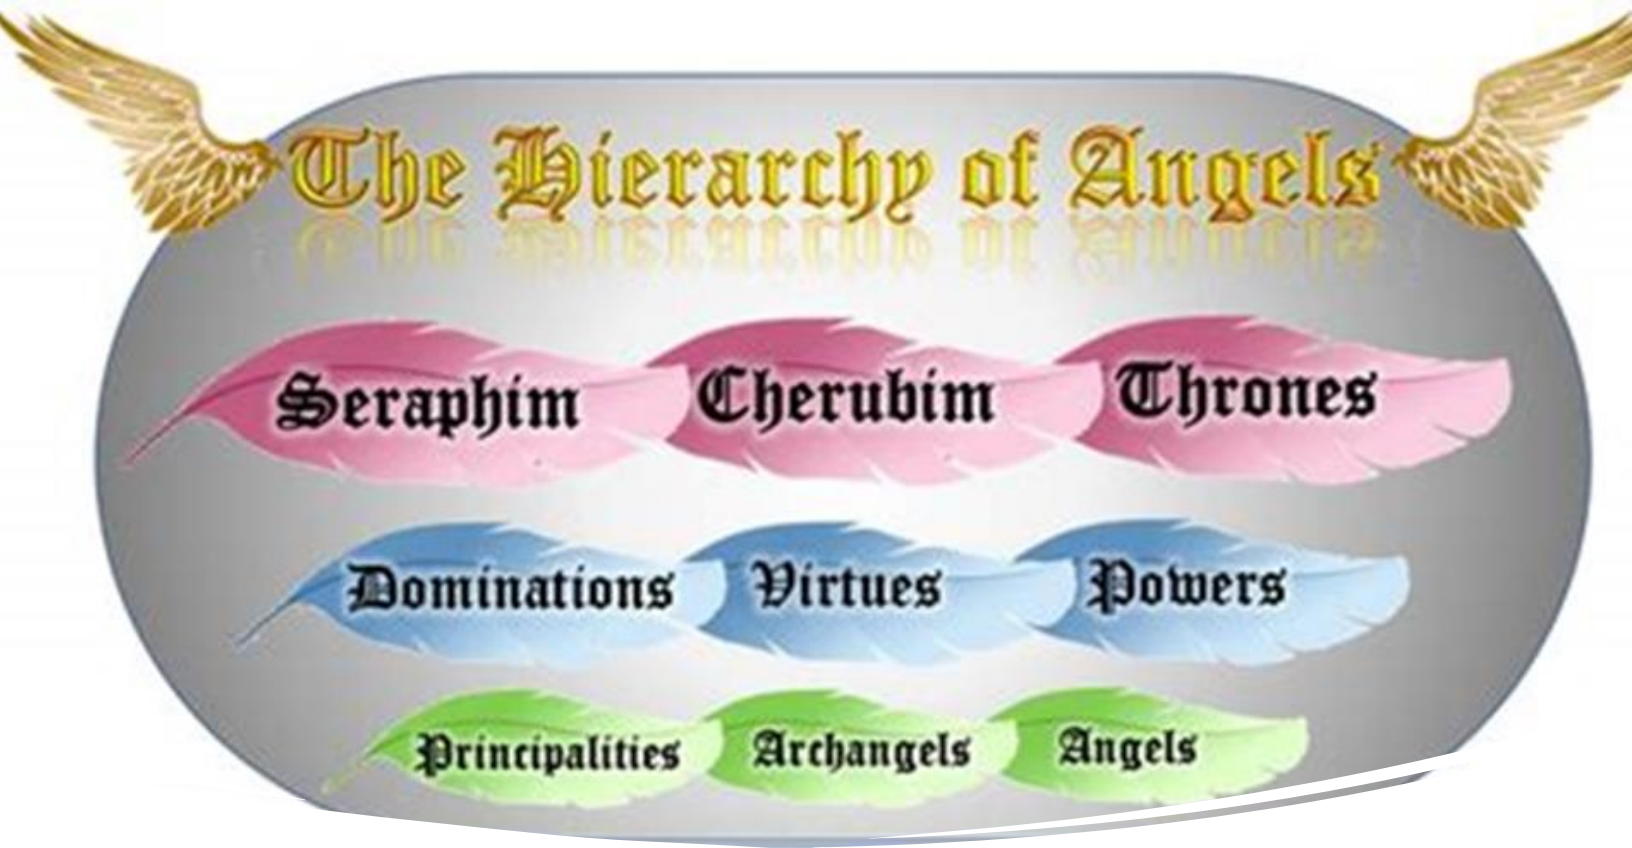 The Hierarchy of Angels
Seraphim Cherubim Thrones
Dominations Virtues Powers
Principalities Archangels Angels